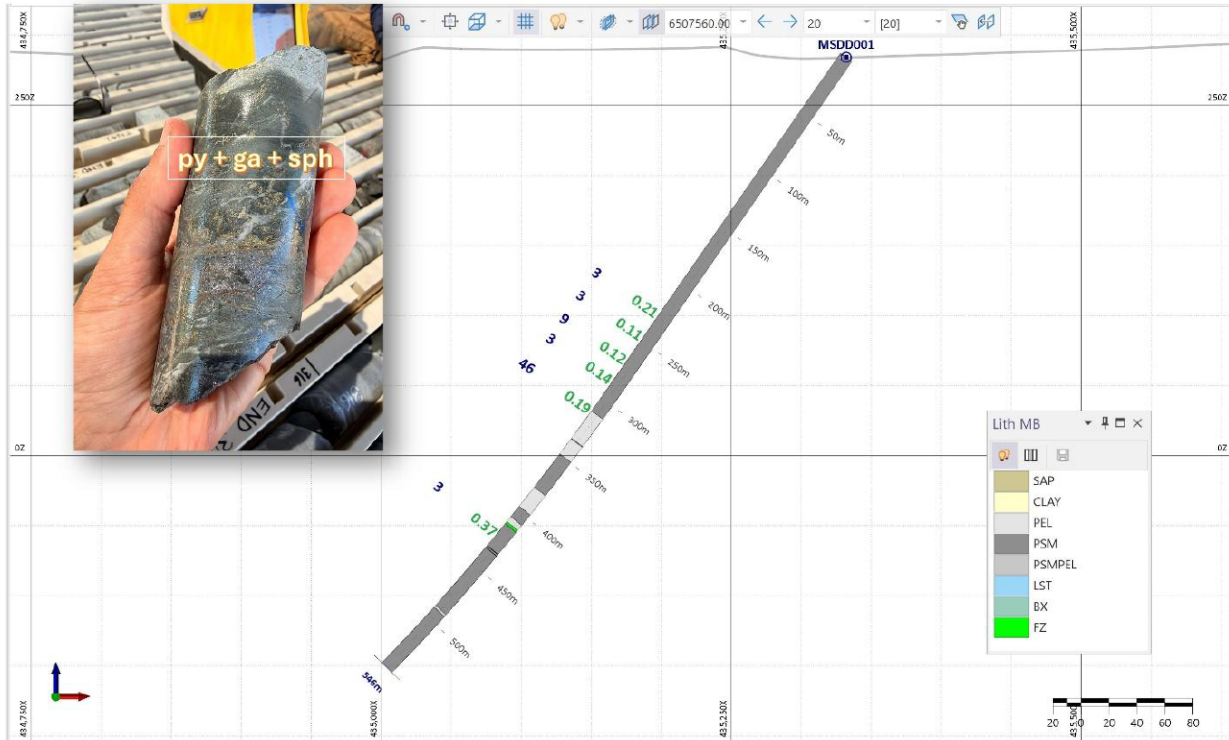 434,750X
6507560.00
20
[20]
435,500X
MSDD001
py + ga + sph
250Z
250Z
50m
100m
150m
200m
250m
300m
350m
400m
450m
500m
546m
3
3
9
3
46
3
0.21
0.11
0.12
0.14
0.19
0.37
0Z
0Z
END
316
Lith MB
SAP
CLAY
PEL
PSM
PSMPEL
LST
BX
FZ
434,750X
435,000X
435,250X
435,500X
20
0
20
40
60
80